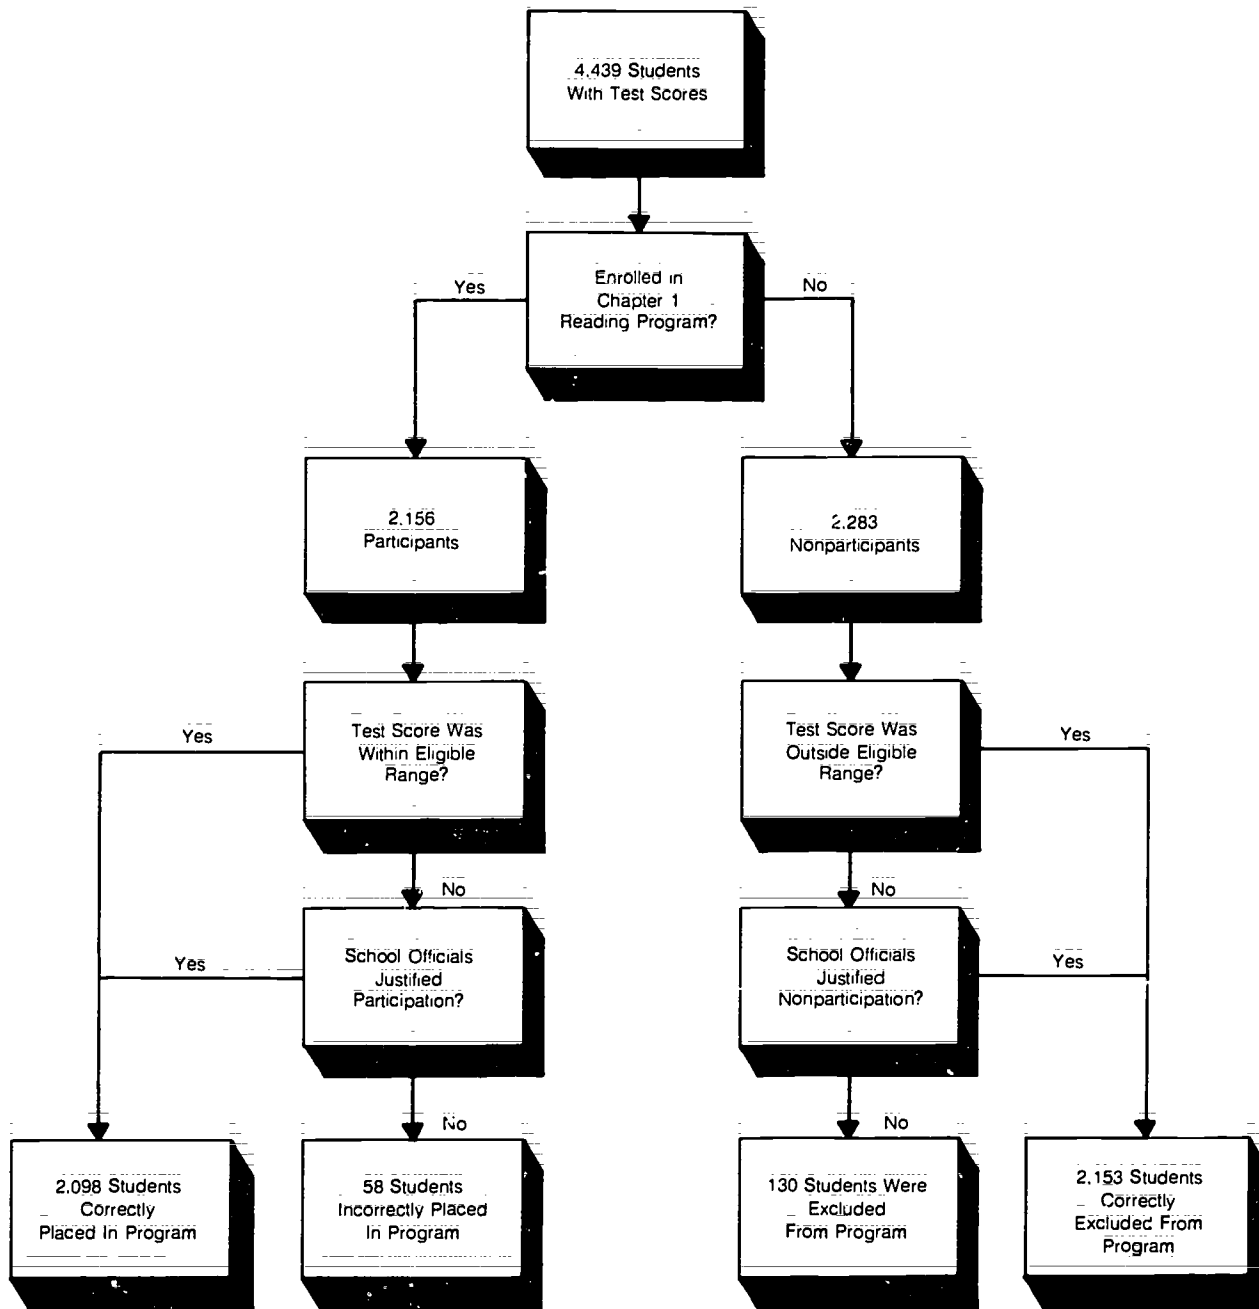 4,439 Students
With Test Scores
Enrolled in
Chapter 1
Reading Program?
Yes
No
2,156
Participants
2,283
Nonparticipants
Test Score Was
Within Eligible
Range?
Yes
No
Test Score Was
Outside Eligible
Range?
Yes
No
School Officials
Justified
Participation?
Yes
No
School Officials
Justified
Nonparticipation?
Yes
No
2,098 Students
Correctly
Placed In Program
58 Students
Incorrectly Placed
In Program
130 Students Were
Excluded
From Program
2,153 Students
Correctly
Excluded From
Program